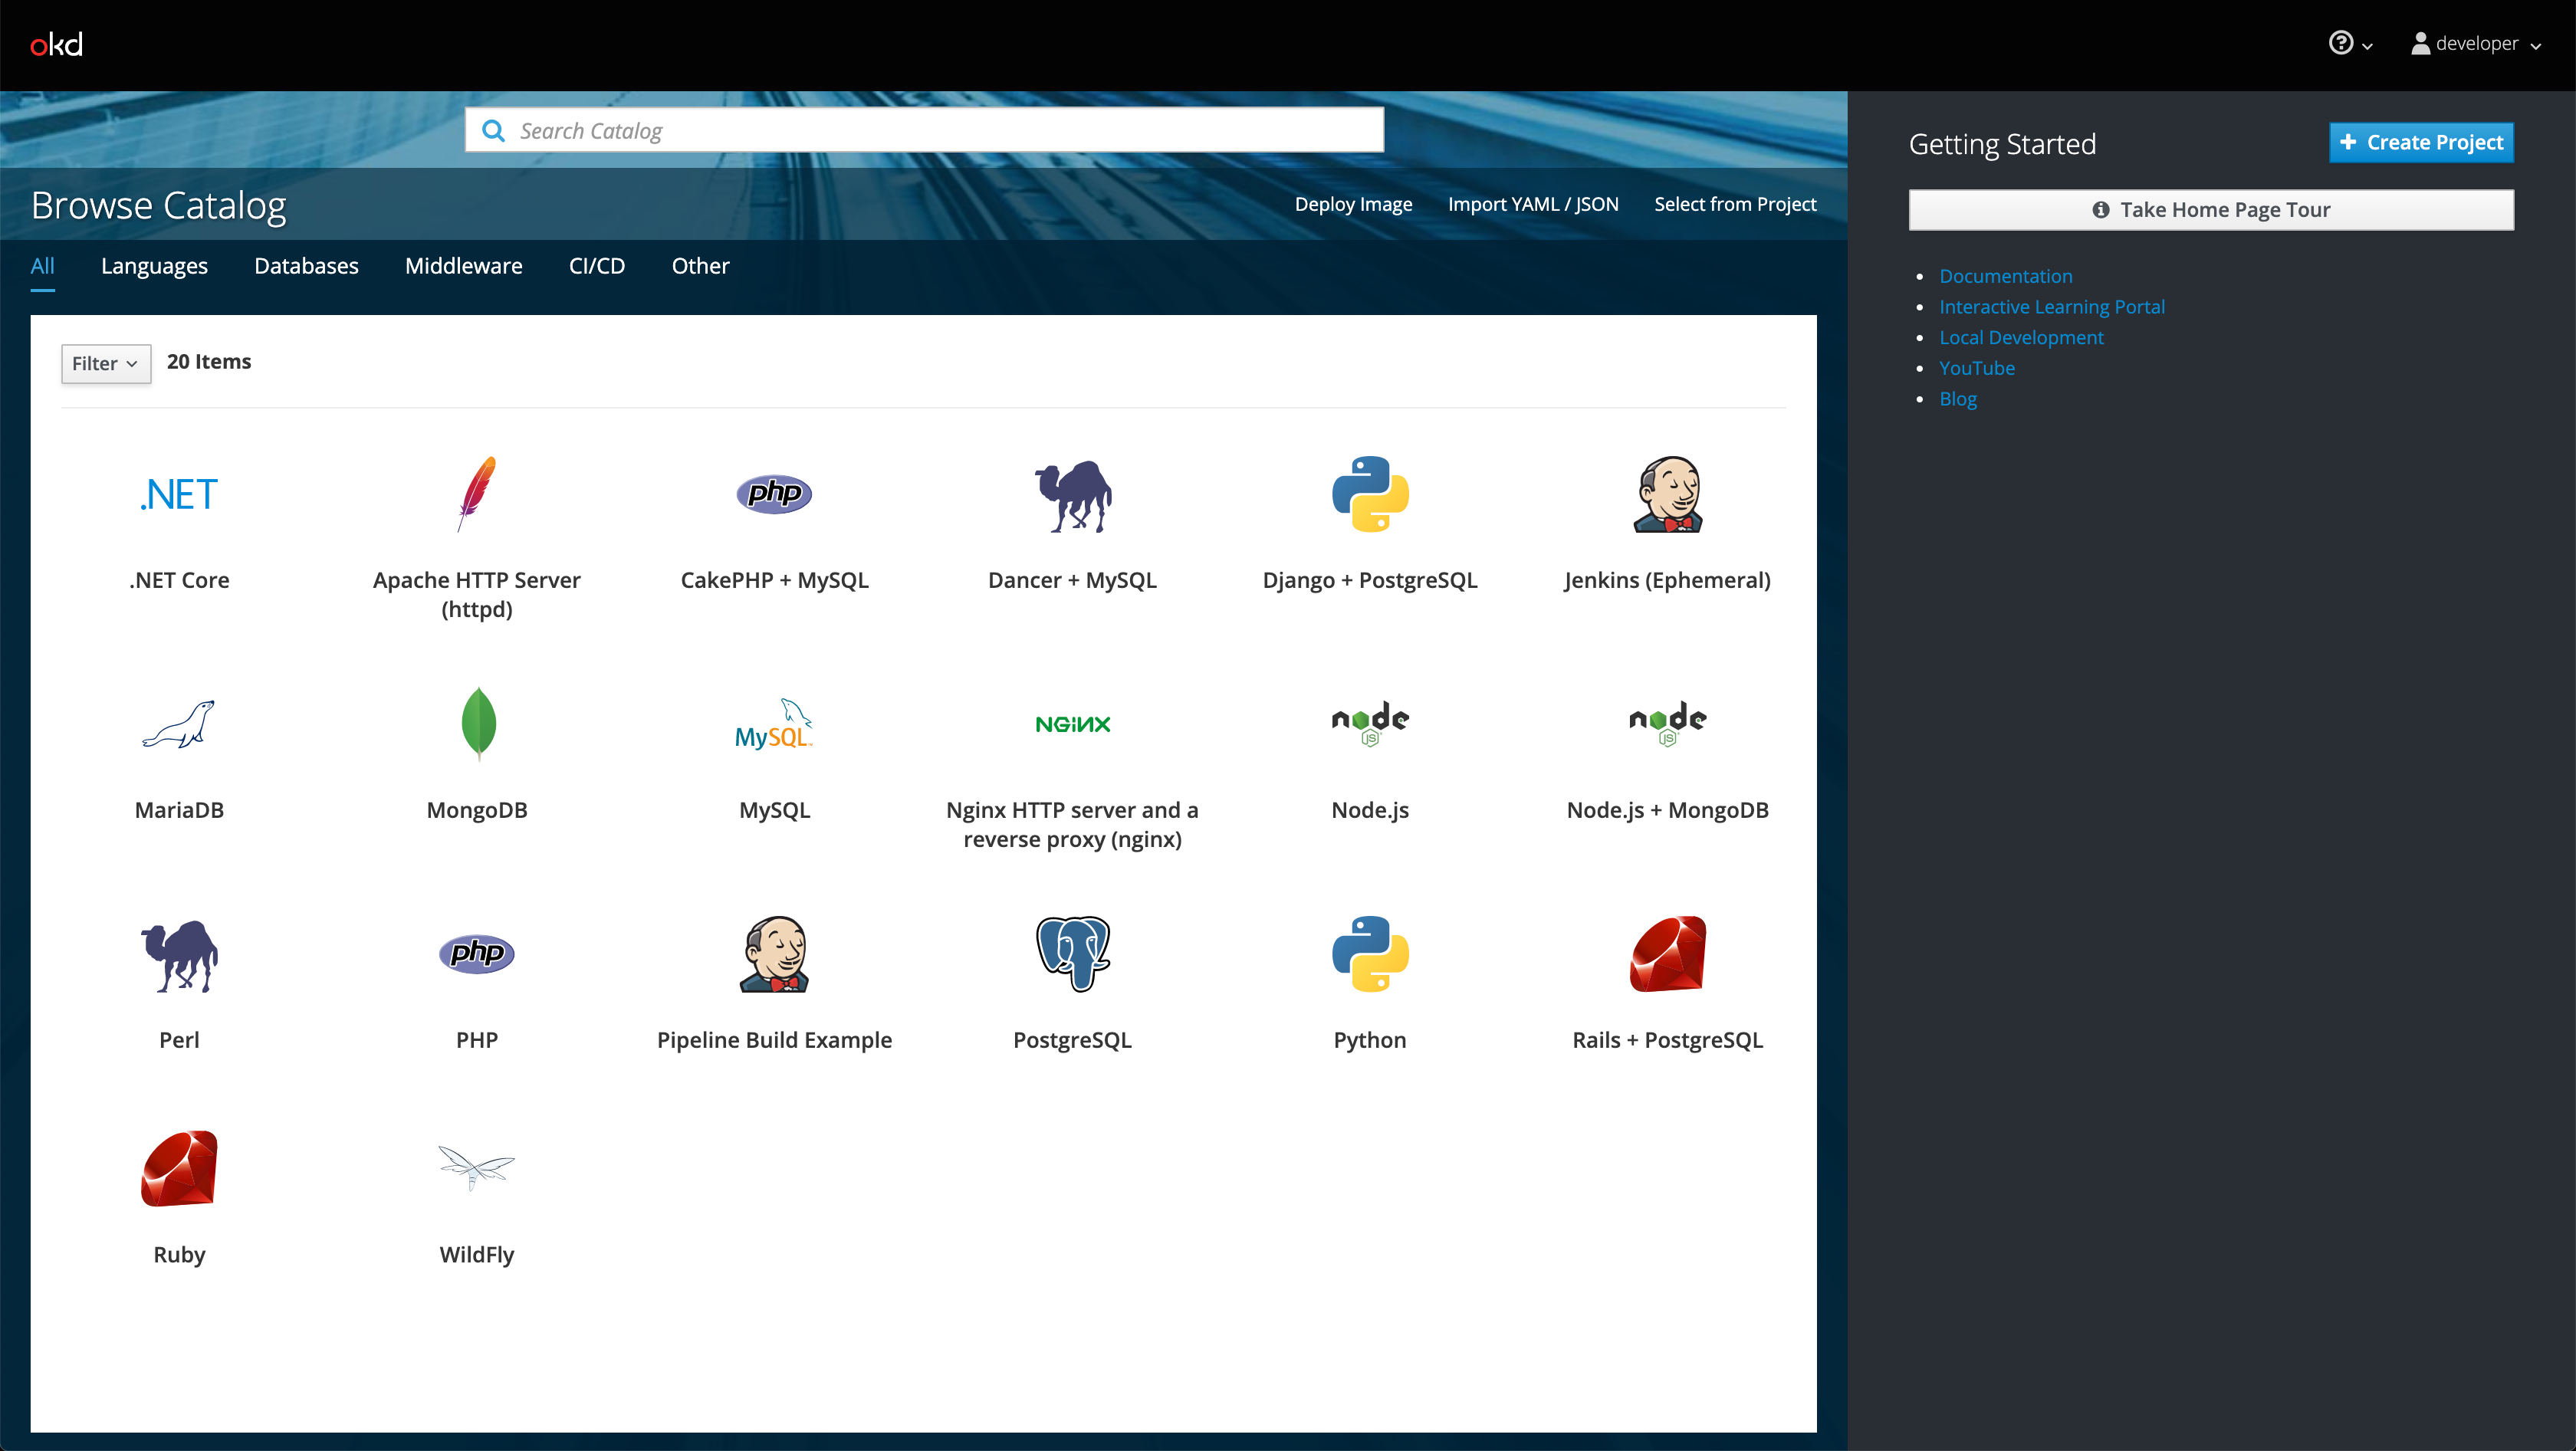 okd
developer
Search Catalog
Browse Catalog
Deploy Image
Import YAML / JSON
Select from Project
All
Languages
Databases
Middleware
CI/CD
Other
Filter
20 Items
.NET
.NET Core
Apache HTTP Server
(httpd)
php
CakePHP + MySQL
Dancer + MySQL
Django + PostgreSQL
Jenkins (Ephemeral)
MariaDB
MongoDB
MySQL
MySQL
NGINX
Nginx HTTP server and a
reverse proxy (nginx)
node
JS
Node.js
node
JS
Node.js + MongoDB
Perl
php
PHP
Pipeline Build Example
PostgreSQL
Python
Rails + PostgreSQL
Ruby
WildFly
Getting Started
Create Project
Take Home Page Tour
Documentation
Interactive Learning Portal
Local Development
YouTube
Blog